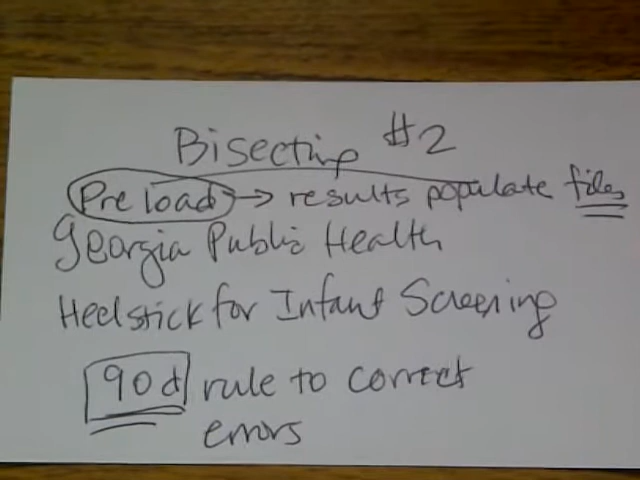 Bisecting #2
Preload → results populate files
Georgia Public Health
Heelstick for Infant Screening
90d rule to correct
errors